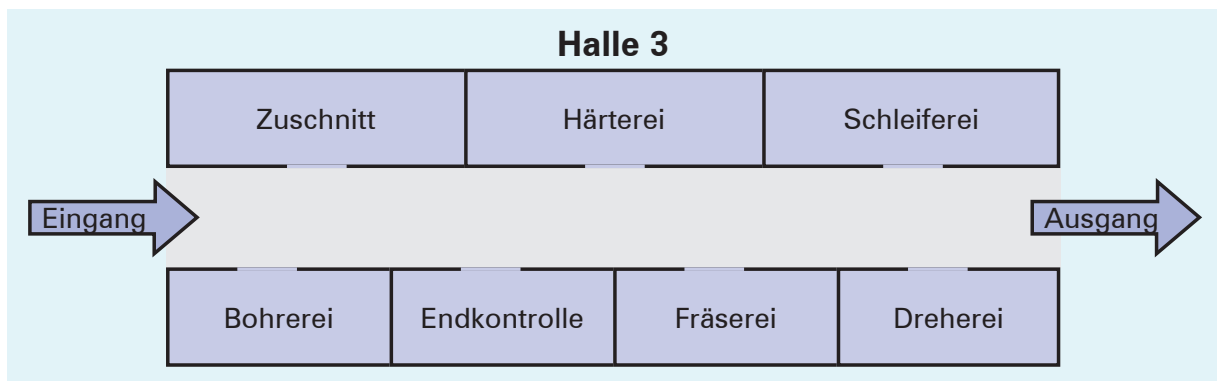 Halle 3
Zuschnitt
Härterei
Schleiferei
Eingang
Ausgang
Bohrerei
Endkontrolle
Fräserei
Dreherei